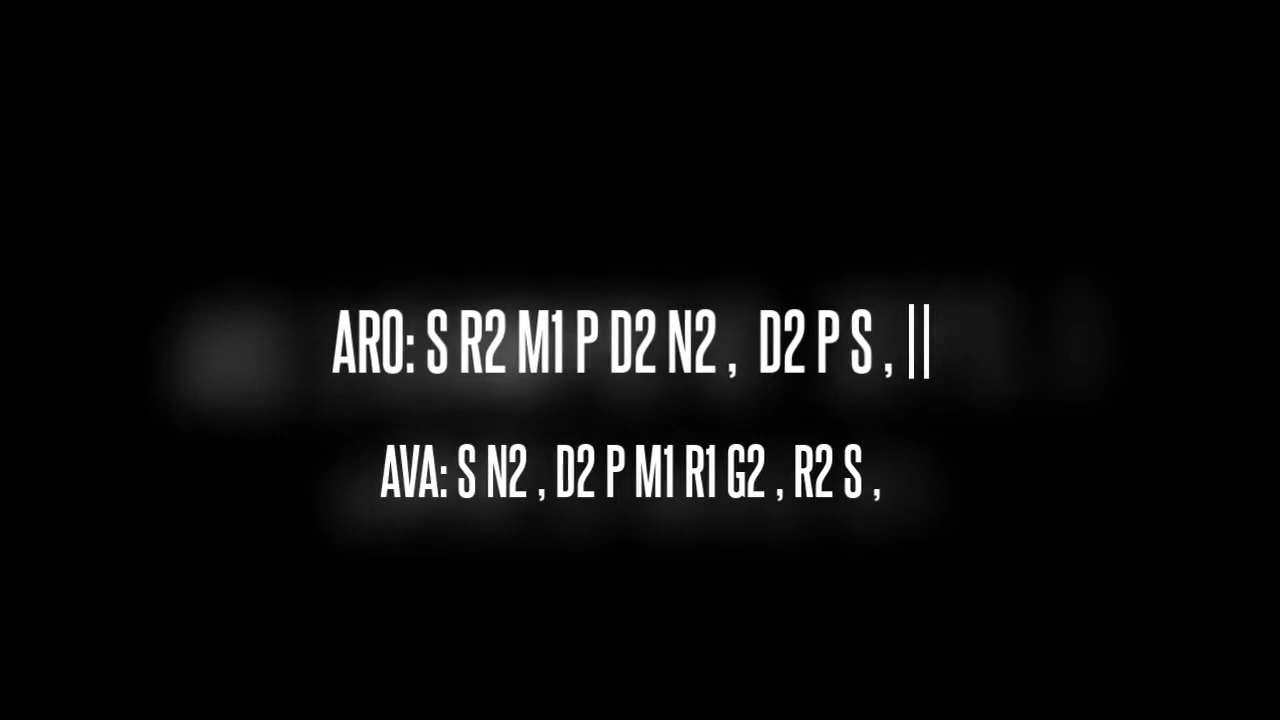 ARO: S R2 M1 P D2 N2 , D2 P S , ||
AVA: S N2 , D2 P M1 R1 G2 , R2 S ,